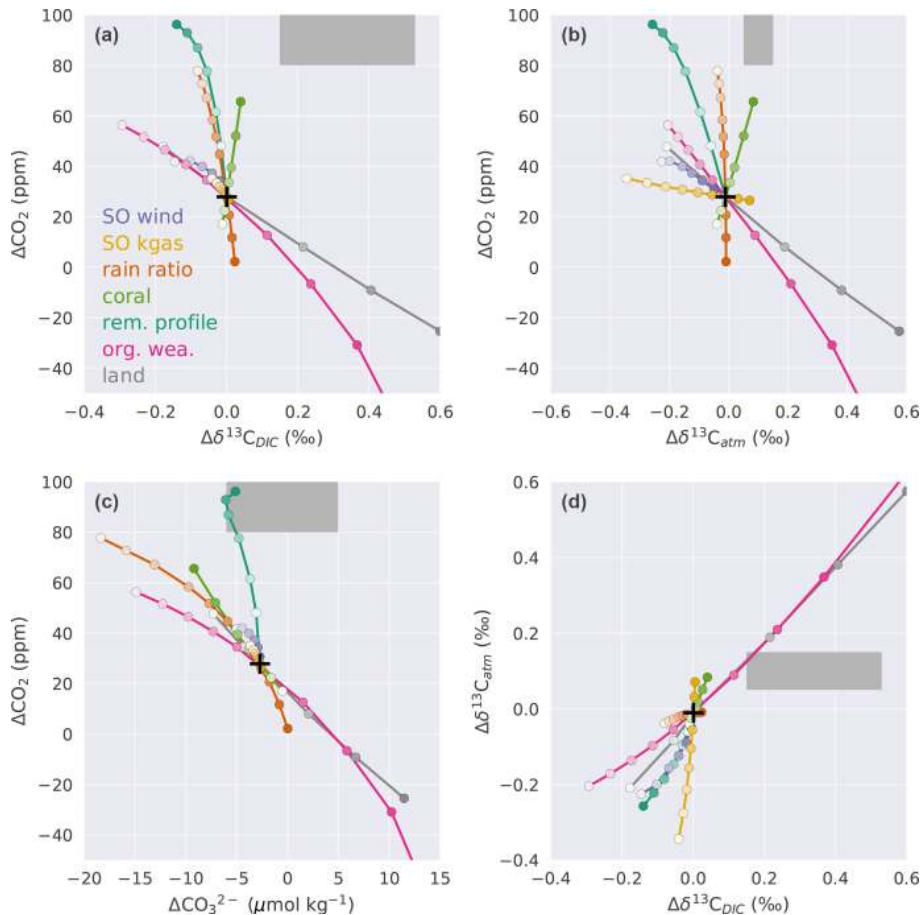 (a)
100
80
60
40
20
0
−20
−40
ΔCO₂ (ppm)
SO wind
SO kgas
rain ratio
coral
rem. profile
org. wea.
land
−0.4 −0.2 0.0 0.2 0.4 0.6
Δδ¹³C_DIC (‰)
(b)
100
80
60
40
20
0
−20
−40
ΔCO₂ (ppm)
−0.6 −0.4 −0.2 0.0 0.2 0.4 0.6
Δδ¹³C_atm (‰)
(c)
100
80
60
40
20
0
−20
−40
ΔCO₂ (ppm)
−20 −15 −10 −5 0 5 10 15
ΔCO₃²⁻ (μmol kg⁻¹)
(d)
0.6
0.4
0.2
0.0
−0.2
−0.4
Δδ¹³C_atm (‰)
−0.4 −0.2 0.0 0.2 0.4 0.6
Δδ¹³C_DIC (‰)